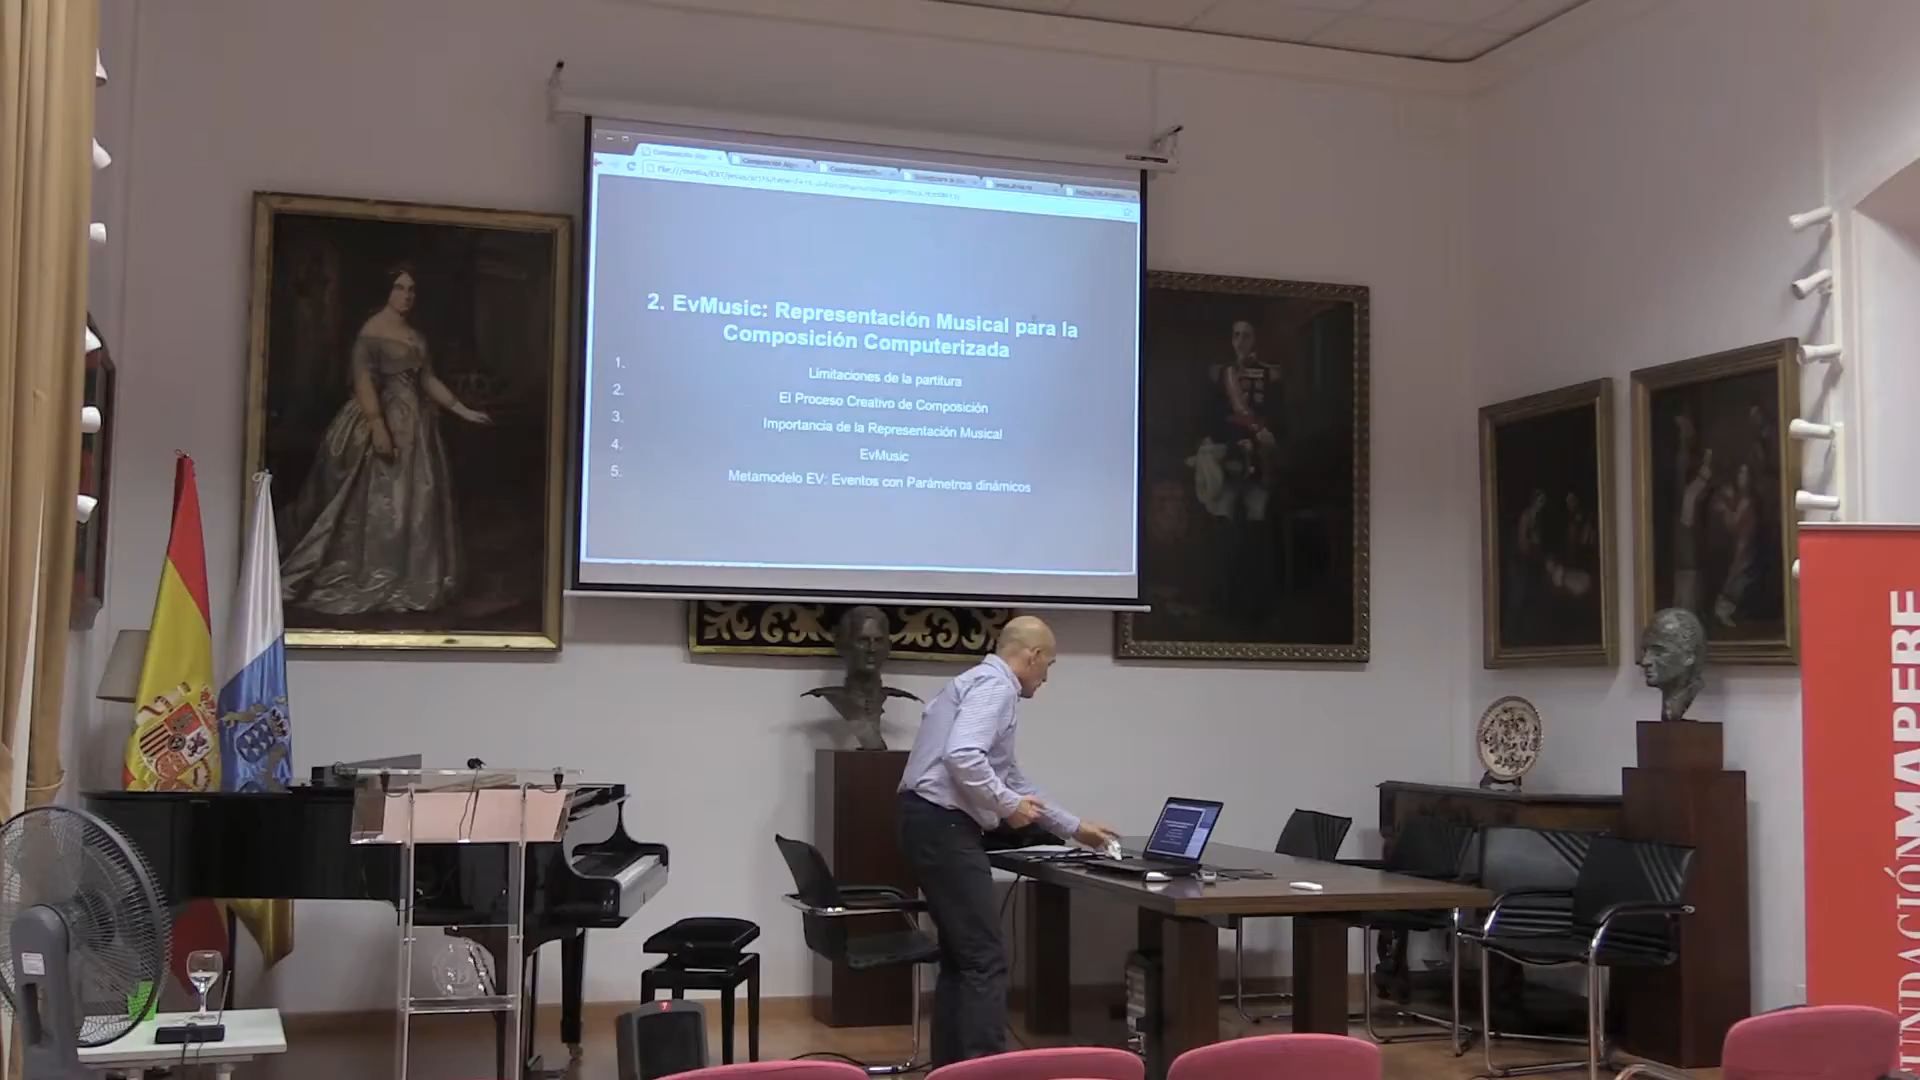 2. EvMusic: Representación Musical para la
Composición Computerizada
1. Limitaciones de la partitura
2. El Proceso Creativo de Composición
3. Importancia de la Representación Musical
4. EvMusic
5. Metamodelo EV: Eventos con Parámetros dinámicos
FUNDACIÓNMAPFRE